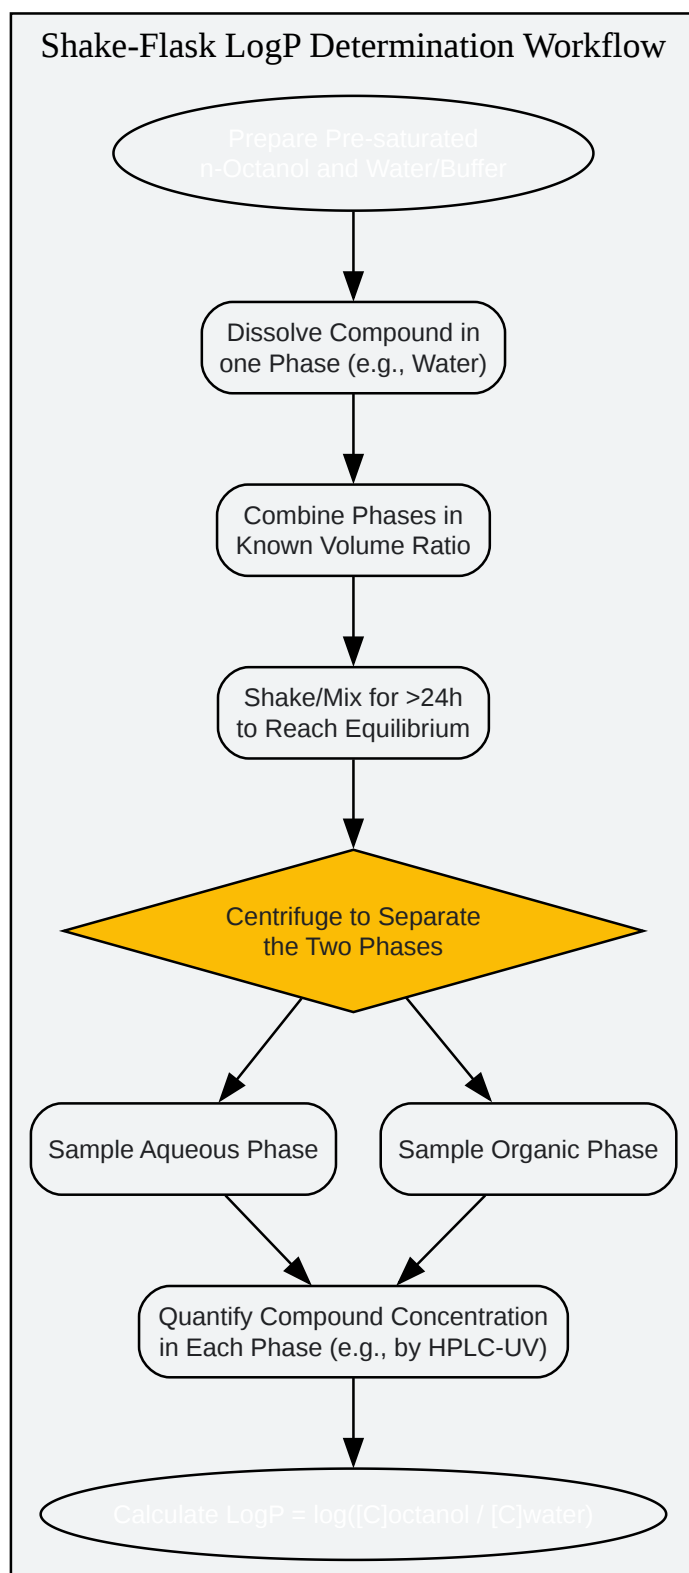 Shake-Flask LogP Determination Workflow
Prepare Pre-saturated
n-Octanol and Water/Buffer
Dissolve Compound in
one Phase (e.g., Water)
Combine Phases in
Known Volume Ratio
Shake/Mix for >24h
to Reach Equilibrium
Centrifuge to Separate
the Two Phases
Sample Aqueous Phase
Sample Organic Phase
Quantify Compound Concentration
in Each Phase (e.g., by HPLC-UV)
Calculate LogP = log([C]octanol / [C]water)